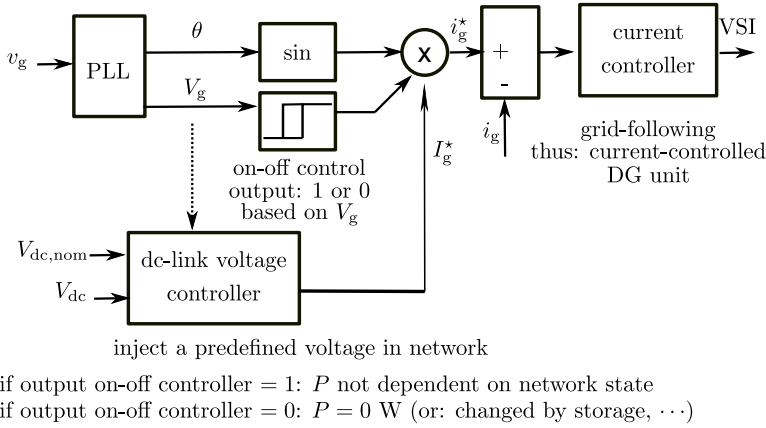 θ
i_g^⋆
VSI
v_g
PLL
sin
x
+
-
current
controller
V_g
i_g
I_g^⋆
grid-following
thus: current-controlled
DG unit
on-off control
output: 1 or 0
based on V_g
V_dc,nom
V_dc
dc-link voltage
controller
inject a predefined voltage in network
if output on-off controller = 1: P not dependent on network state
if output on-off controller = 0: P = 0 W (or: changed by storage, ⋯)